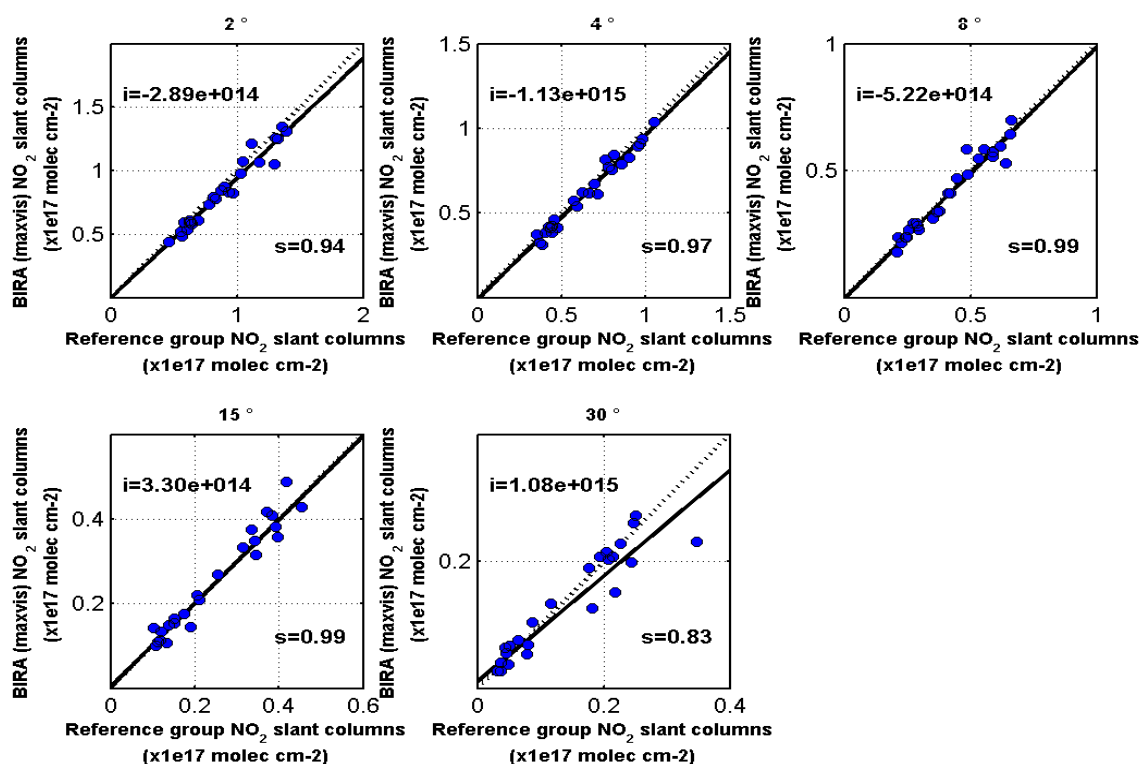 2 °
BIRA (maxvis) NO2 slant columns
(x1e17 molec cm-2)
1.5
1
0.5
i=-2.89e+014
s=0.94
0
1
2
Reference group NO2 slant columns
(x1e17 molec cm-2)
4 °
BIRA (maxvis) NO2 slant columns
(x1e17 molec cm-2)
1.5
1
0.5
i=-1.13e+015
s=0.97
0
0.5
1
1.5
Reference group NO2 slant columns
(x1e17 molec cm-2)
8 °
BIRA (maxvis) NO2 slant columns
(x1e17 molec cm-2)
1
0.5
0
i=-5.22e+014
s=0.99
0
0.5
1
Reference group NO2 slant columns
(x1e17 molec cm-2)
15 °
BIRA (maxvis) NO2 slant columns
(x1e17 molec cm-2)
0.4
0.2
i=3.30e+014
s=0.99
0
0.2
0.4
0.6
Reference group NO2 slant columns
(x1e17 molec cm-2)
30 °
BIRA (maxvis) NO2 slant columns
(x1e17 molec cm-2)
0.2
i=1.08e+015
s=0.83
0
0.2
0.4
Reference group NO2 slant columns
(x1e17 molec cm-2)